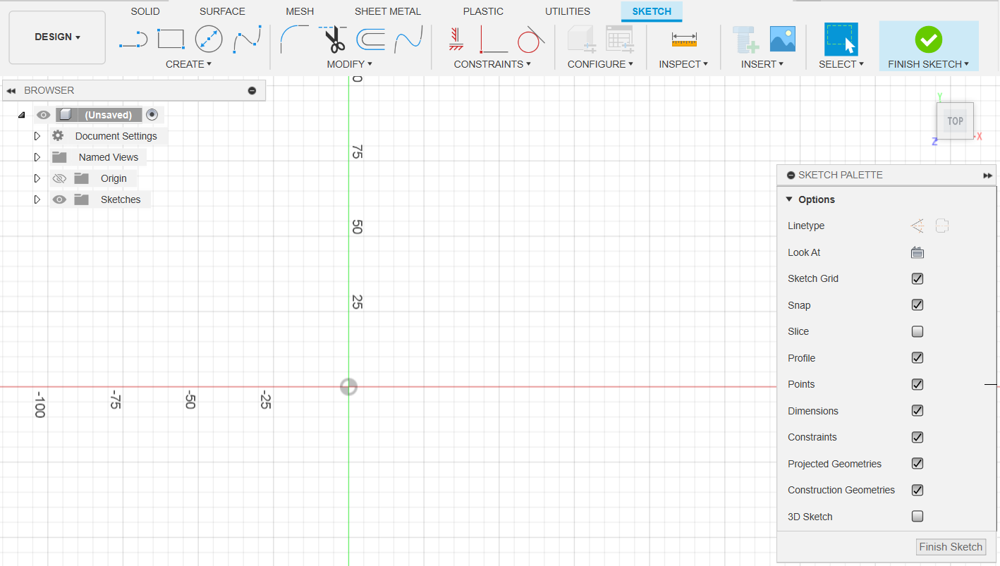 SOLID SURFACE MESH SHEET METAL PLASTIC UTILITIES SKETCH
DESIGN
CREATE MODIFY CONSTRAINTS CONFIGURE INSPECT INSERT SELECT FINISH SKETCH
BROWSER
(Unsaved)
Document Settings
Named Views
Origin
Sketches
0
75
50
25
-100 -75 -50 -25
Y
TOP
X
Z
SKETCH PALETTE
Options
Linetype
Look At
Sketch Grid
Snap
Slice
Profile
Points
Dimensions
Constraints
Projected Geometries
Construction Geometries
3D Sketch
Finish Sketch